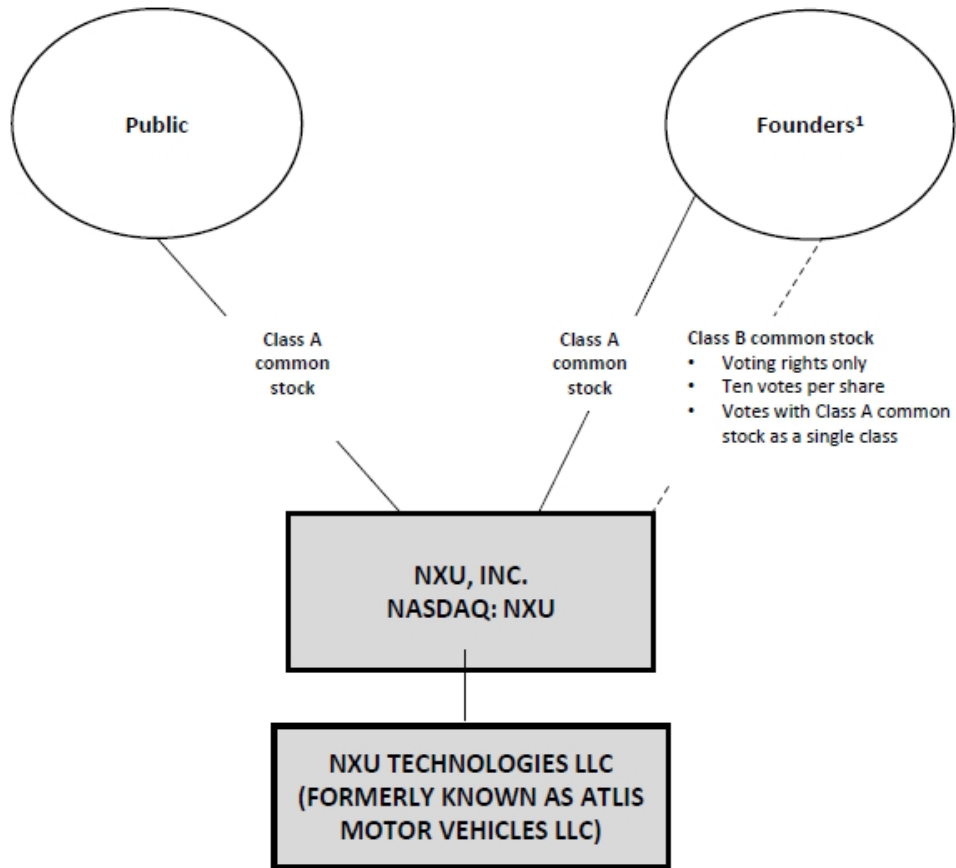 Public
Founders¹
Class A
common
stock
Class A
common
stock
Class B common stock
• Voting rights only
• Ten votes per share
• Votes with Class A common
stock as a single class
NXU, INC.
NASDAQ: NXU
NXU TECHNOLOGIES LLC
(FORMERLY KNOWN AS ATLIS
MOTOR VEHICLES LLC)